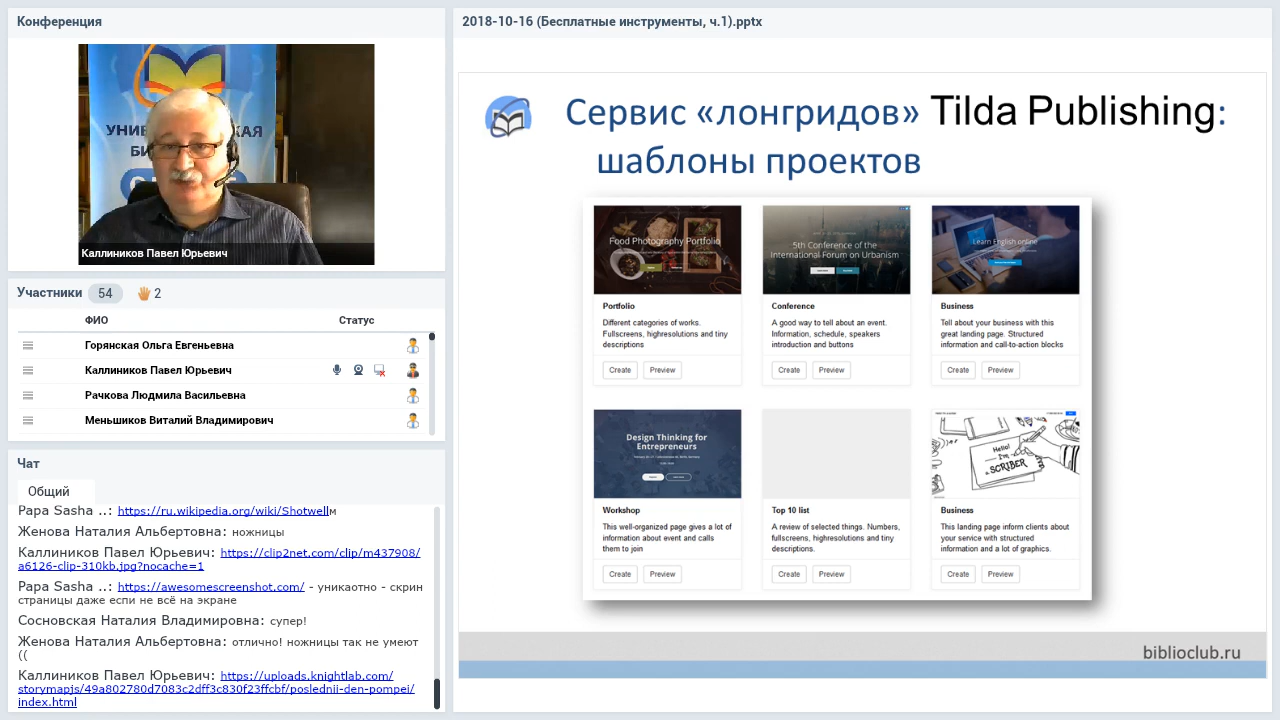 Конференция
УНИВ
СКАЯ
Каллиников Павел Юрьевич
Участники 54 2
ФИО Статус
Горянская Ольга Евгеньевна
Каллиников Павел Юрьевич
Рачкова Людмила Васильевна
Меньшиков Виталий Владимирович
Чат
Общий
Papa Sasha ..: https://ru.wikipedia.org/wiki/Shotwellм
Женова Наталия Альбертовна: ножницы
Каллиников Павел Юрьевич: https://clip2net.com/clip/m437908/
a6126-clip-310kb.jpg?nocache=1
Papa Sasha ..: https://awesomescreenshot.com/ - уникаотно - скрин
страницы даже еспи не всё на экране
Сосновская Наталия Владимировна: супер!
Женова Наталия Альбертовна: отлично! ножницы так не умеют
((
Каллиников Павел Юрьевич: https://uploads.knightlab.com/
storymapjs/49a802780d7083c2dff3c830f23ffcbf/poslednii-den-pompei/
index.html
2018-10-16 (Бесплатные инструменты, ч.1).pptx
Сервис «лонгридов» Tilda Publishing:
шаблоны проектов
Food Photography Portfolio
Portfolio
Different categories of works.
Fullscreens, highresolutions and tiny
descriptions
Create Preview
5th Conference of the
International Forum on Urbanism
Conference
A good way to tell about an event.
Information, schedule, speakers
introduction and buttons
Create Preview
Learn English online
Business
Tell about your business with this
great landing page. Structured
information and call-to-action blocks
Create Preview
Design Thinking for
Entrepreneurs
Workshop
This well-organized page gives a lot of
information about event and calls
them to join
Create Preview
Top 10 list
A review of selected things. Numbers,
fullscreens, highresolutions and tiny
descriptions.
Create Preview
Hello!
I'm
SCRIBER
Business
This landing page inform clients about
your service with structured
information and a lot of graphics.
Create Preview
biblioclub.ru